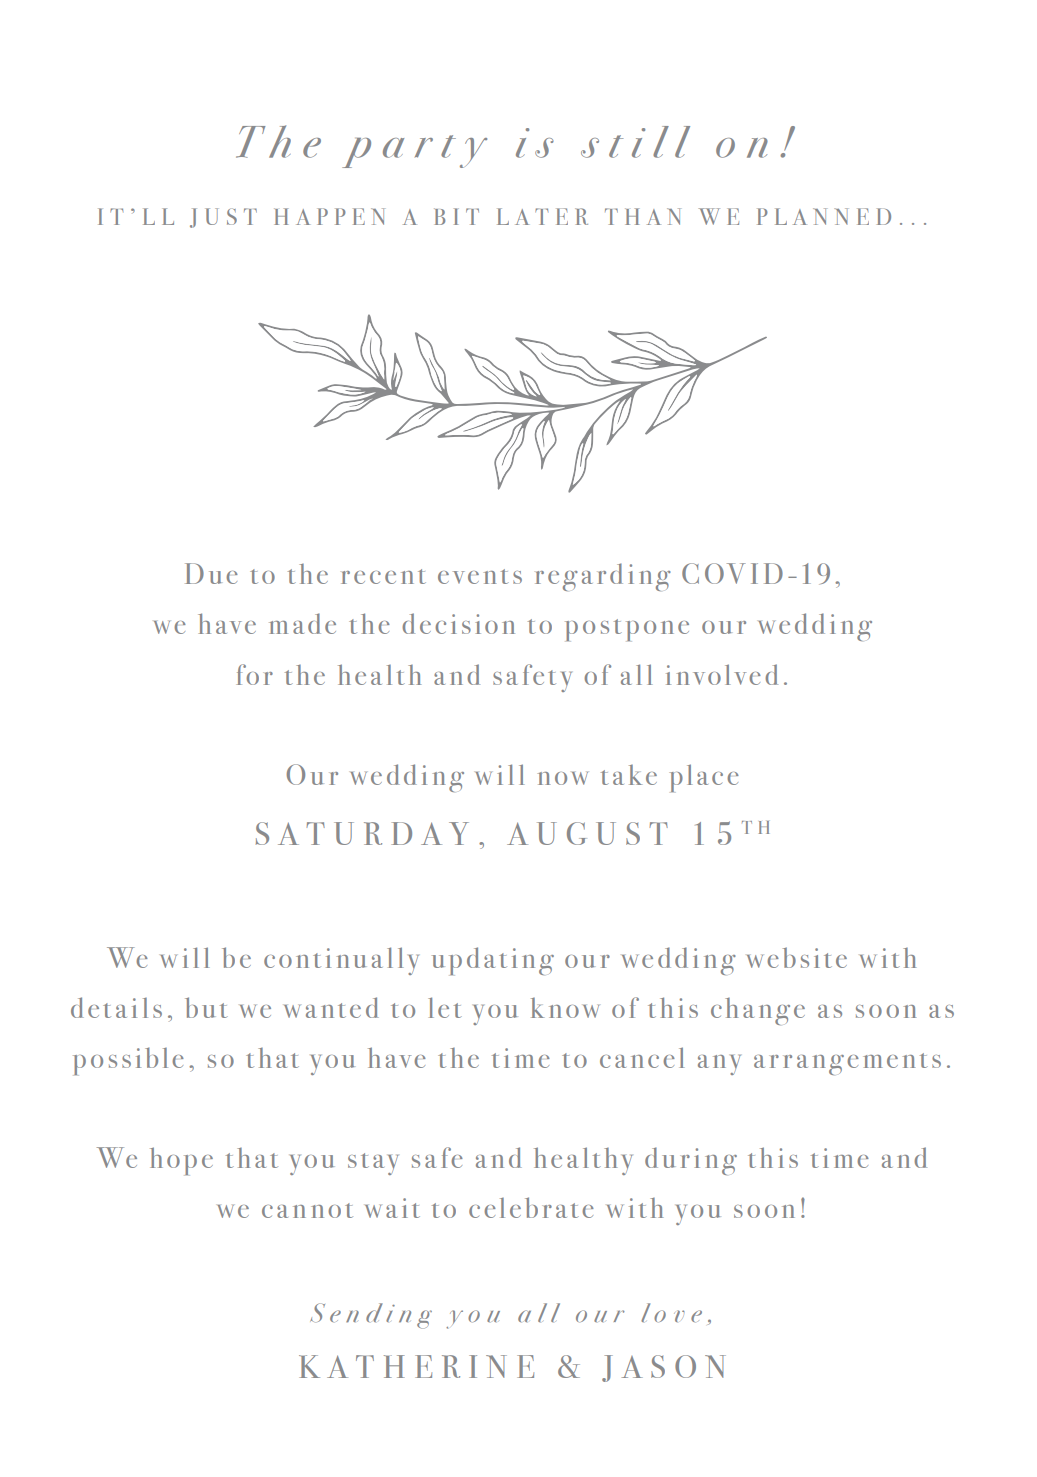 The party is still on!
IT’LL JUST HAPPEN A BIT LATER THAN WE PLANNED...
Due to the recent events regarding COVID-19,
we have made the decision to postpone our wedding
for the health and safety of all involved.
Our wedding will now take place
SATURDAY, AUGUST 15TH
We will be continually updating our wedding website with
details, but we wanted to let you know of this change as soon as
possible, so that you have the time to cancel any arrangements.
We hope that you stay safe and healthy during this time and
we cannot wait to celebrate with you soon!
Sending you all our love,
KATHERINE & JASON